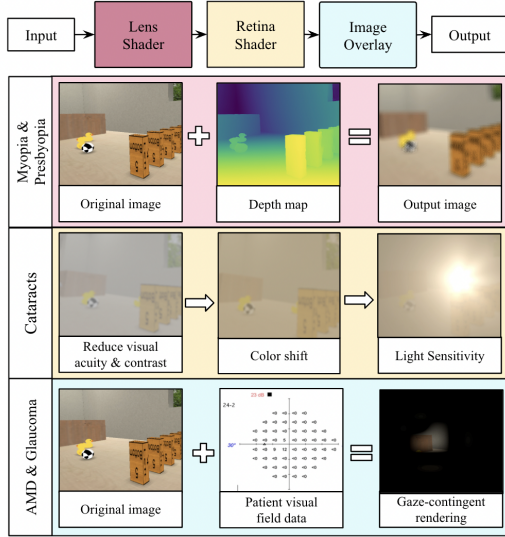 Input
Lens
Shader
Retina
Shader
Image
Overlay
Output
Myopia &
Presbyopia
Original image
Depth map
Output image
Cataracts
Reduce visual
acuity & contrast
Color shift
Light Sensitivity
AMD & Glaucoma
Original image
24-2
30°
Patient visual
field data
Gaze-contingent
rendering